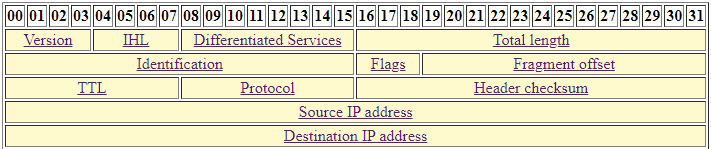 00 01 02 03 04 05 06 07 08 09 10 11 12 13 14 15 16 17 18 19 20 21 22 23 24 25 26 27 28 29 30 31
Version IHL Differentiated Services Total length
Identification Flags Fragment offset
TTL Protocol Header checksum
Source IP address
Destination IP address